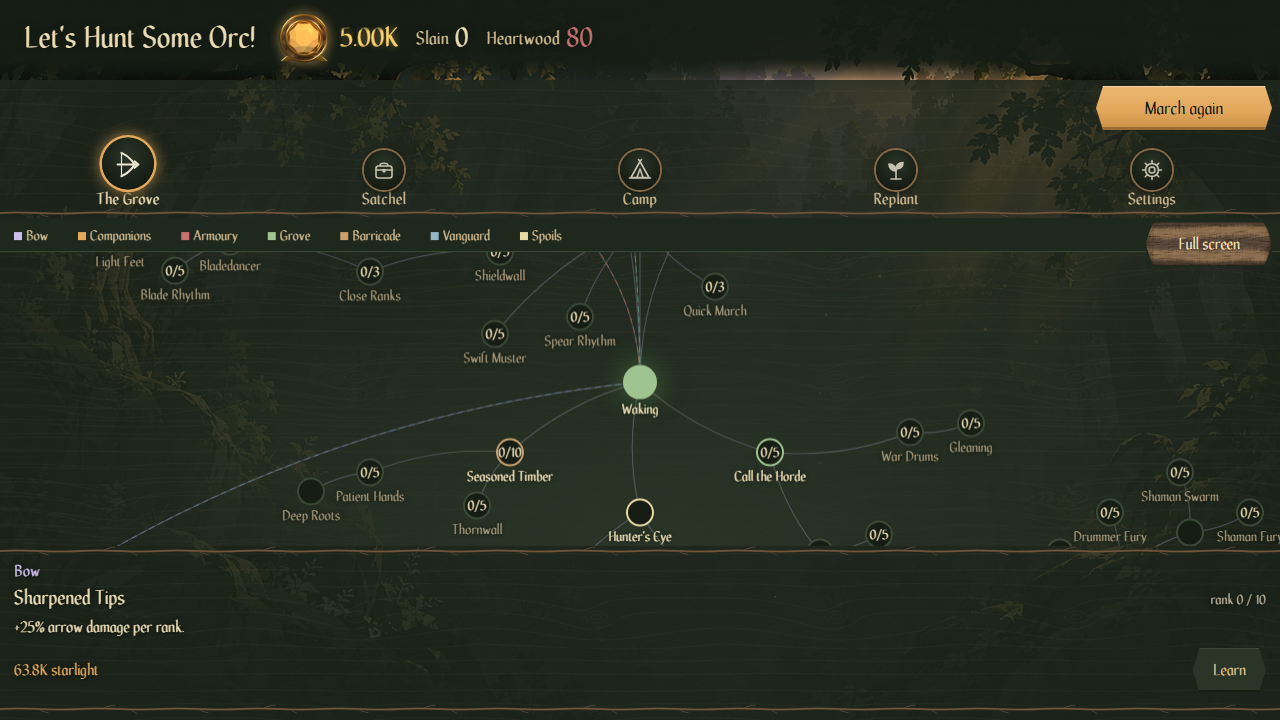 Let's Hunt Some Orc!
5.00K
Slain 0
Heartwood 80
March again
The Grove
Satchel
Camp
Replant
Settings
Bow
Companions
Armoury
Grove
Barricade
Vanguard
Spoils
Full screen
Light Feet
0/5
Blade Rhythm
Bladedancer
0/3
Close Ranks
0/5
Shieldwall
0/3
Quick March
0/5
Spear Rhythm
0/5
Swift Muster
Waking
0/10
Seasoned Timber
0/5
Call the Horde
0/5
War Drums
0/5
Gleaning
0/5
Patient Hands
Deep Roots
0/5
Thornwall
Hunter's Eye
0/5
0/5
Shaman Swarm
0/5
Drummer Fury
0/5
Shaman Fury
Bow
Sharpened Tips
rank 0 / 10
+25% arrow damage per rank.
63.8K starlight
Learn